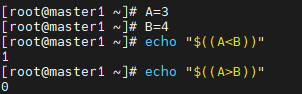 [root@master1 ~]# A=3
[root@master1 ~]# B=4
[root@master1 ~]# echo "$((A<B))"
1
[root@master1 ~]# echo "$((A>B))"
0